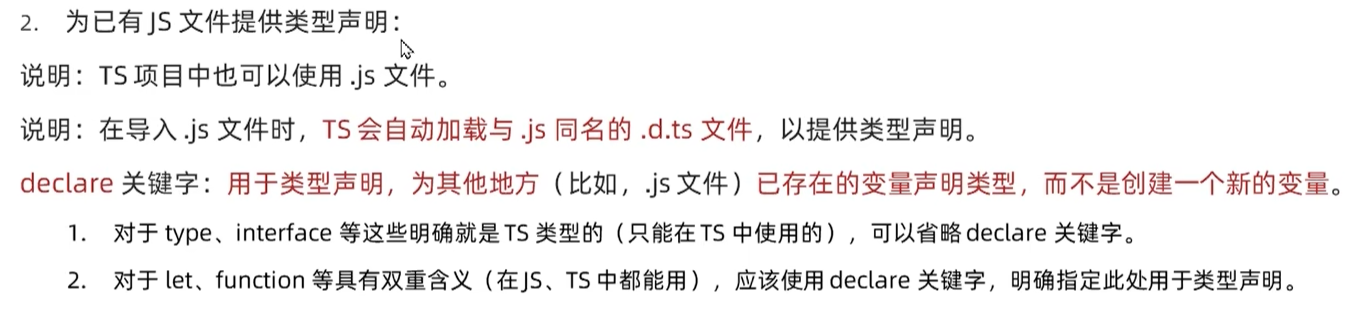 2. 为已有 JS 文件提供类型声明：
说明：TS 项目中也可以使用 .js 文件。
说明：在导入 .js 文件时，TS 会自动加载与 .js 同名的 .d.ts 文件，以提供类型声明。
declare 关键字：用于类型声明，为其他地方（比如，.js 文件）已存在的变量声明类型，而不是创建一个新的变量。
1. 对于 type、interface 等这些明确就是 TS 类型的（只能在 TS 中使用的），可以省略 declare 关键字。
2. 对于 let、function 等具有双重含义（在 JS、TS 中都能用），应该使用 declare 关键字，明确指定此处用于类型声明。